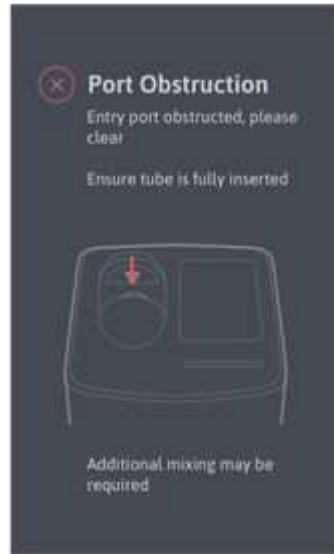 Port Obstruction
Entry port obstructed, please
clear
Ensure tube is fully inserted
Additional mixing may be
required